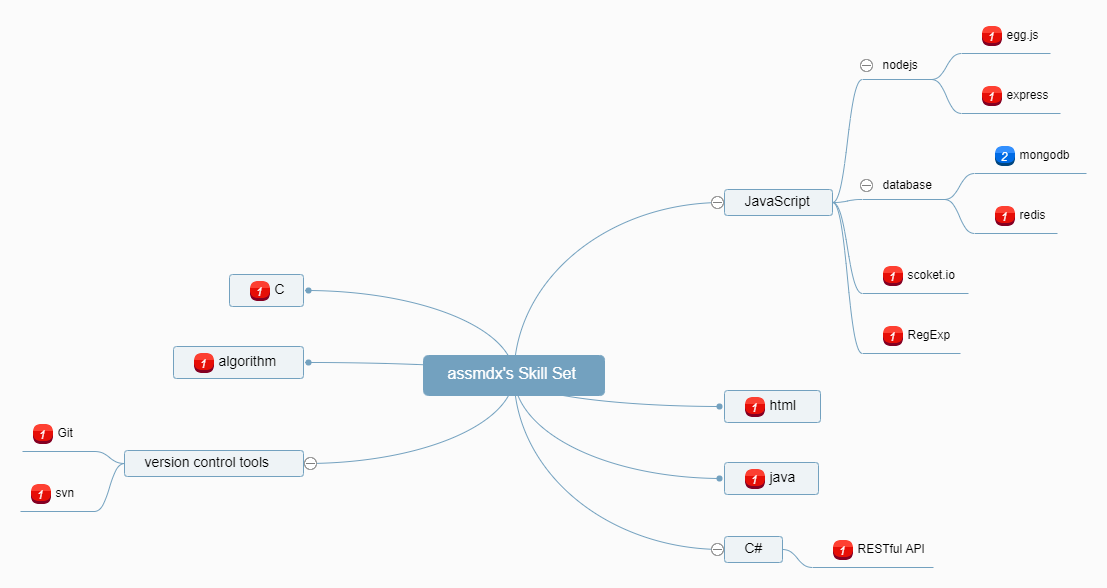 assmdx's Skill Set
JavaScript
nodejs
1 egg.js
1 express
database
2 mongodb
1 redis
1 scoket.io
1 RegExp
1 html
1 java
C#
1 RESTful API
1 C
1 algorithm
version control tools
1 Git
1 svn